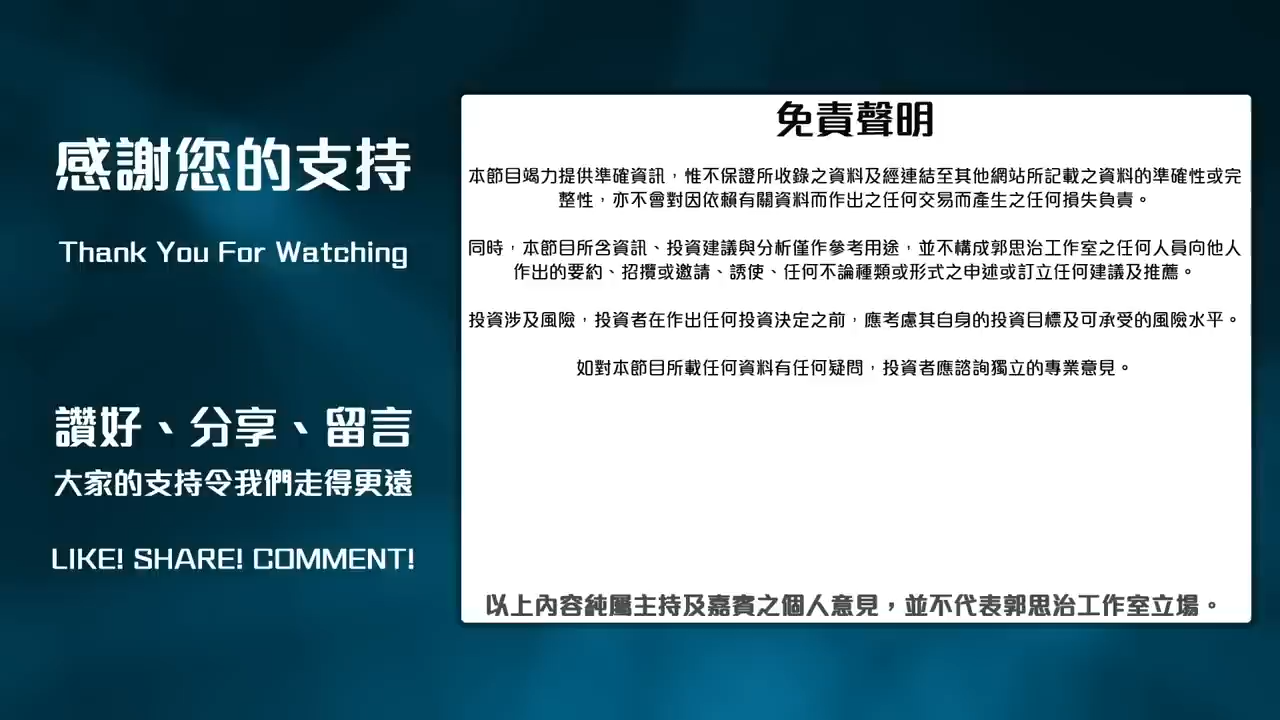 感謝您的支持
Thank You For Watching
讚好、分享、留言
大家的支持令我們走得更遠
LIKE! SHARE! COMMENT!
免責聲明
本節目竭力提供準確資訊，惟不保證所收錄之資料及經連結至其他網站所記載之資料的準確性或完
整性，亦不會對因依賴有關資料而作出之任何交易而產生之任何損失負責。
同時，本節目所含資訊、投資建議與分析僅作參考用途，並不構成郭思治工作室之任何人員向他人
作出的要約、招攬或邀請、誘使、任何不論種類或形式之申述或訂立任何建議及推薦。
投資涉及風險，投資者在作出任何投資決定之前，應考慮其自身的投資目標及可承受的風險水平。
如對本節目所載任何資料有任何疑問，投資者應諮詢獨立的專業意見。
以上內容純屬主持及嘉賓之個人意見，並不代表郭思治工作室立場。